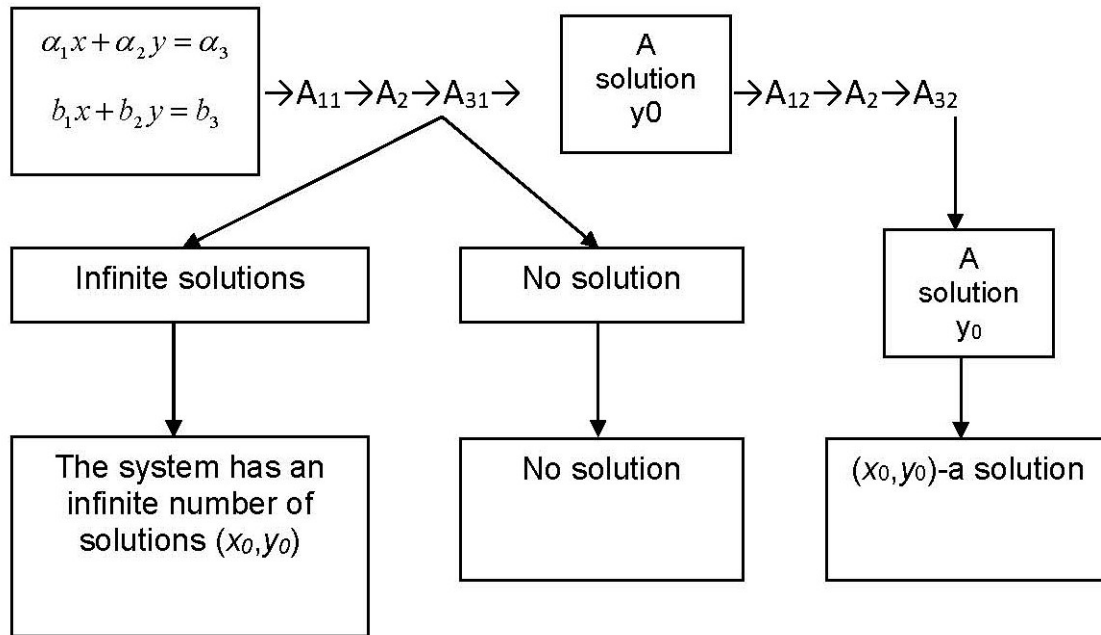 α₁x + α₂y = α₃
b₁x + b₂y = b₃
→A₁₁→A₂→A₃₁→
A
solution
y0
→A₁₂→A₂→A₃₂
Infinite solutions
No solution
A
solution
y₀
The system has an
infinite number of
solutions (x₀,y₀)
No solution
(x₀,y₀)-a solution